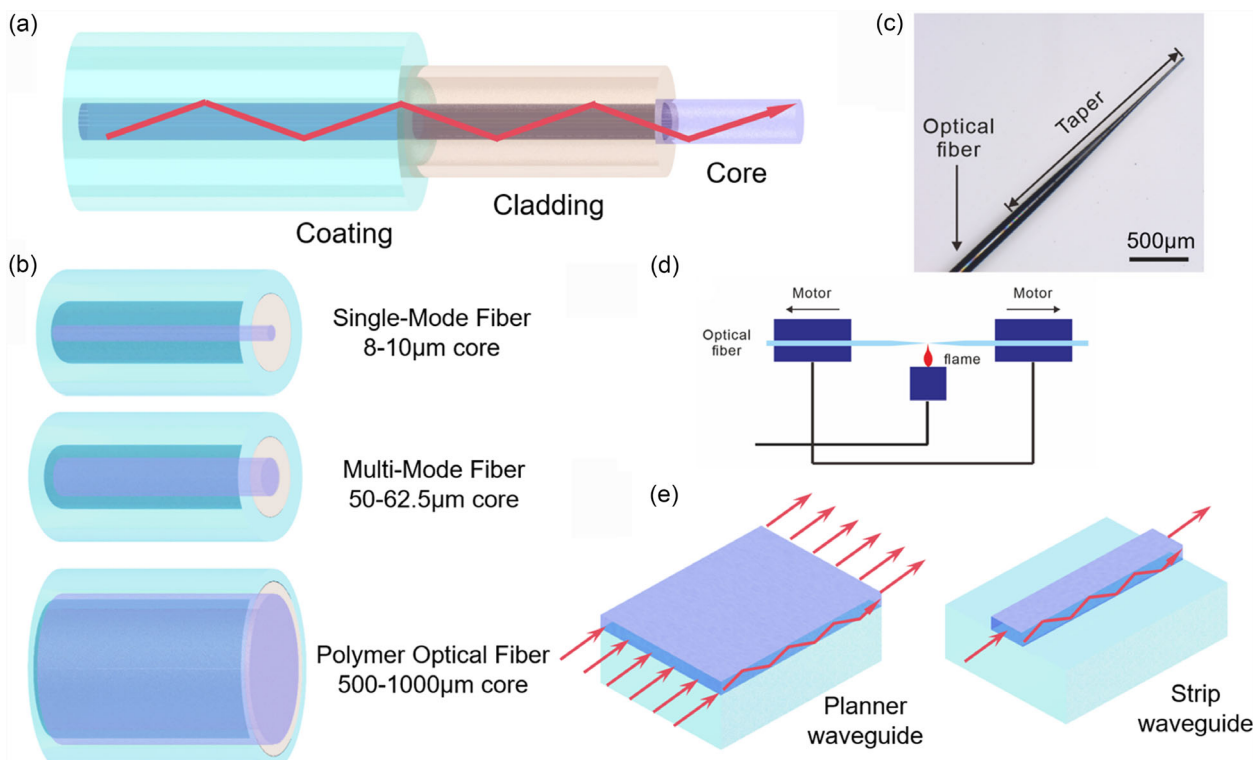 (a)
Coating
Cladding
Core
(b)
Single-Mode Fiber
8-10μm core
Multi-Mode Fiber
50-62.5μm core
Polymer Optical Fiber
500-1000μm core
(c)
Optical
fiber
Taper
500μm
(d)
Motor
Motor
Optical
fiber
flame
(e)
Planner
waveguide
Strip
waveguide